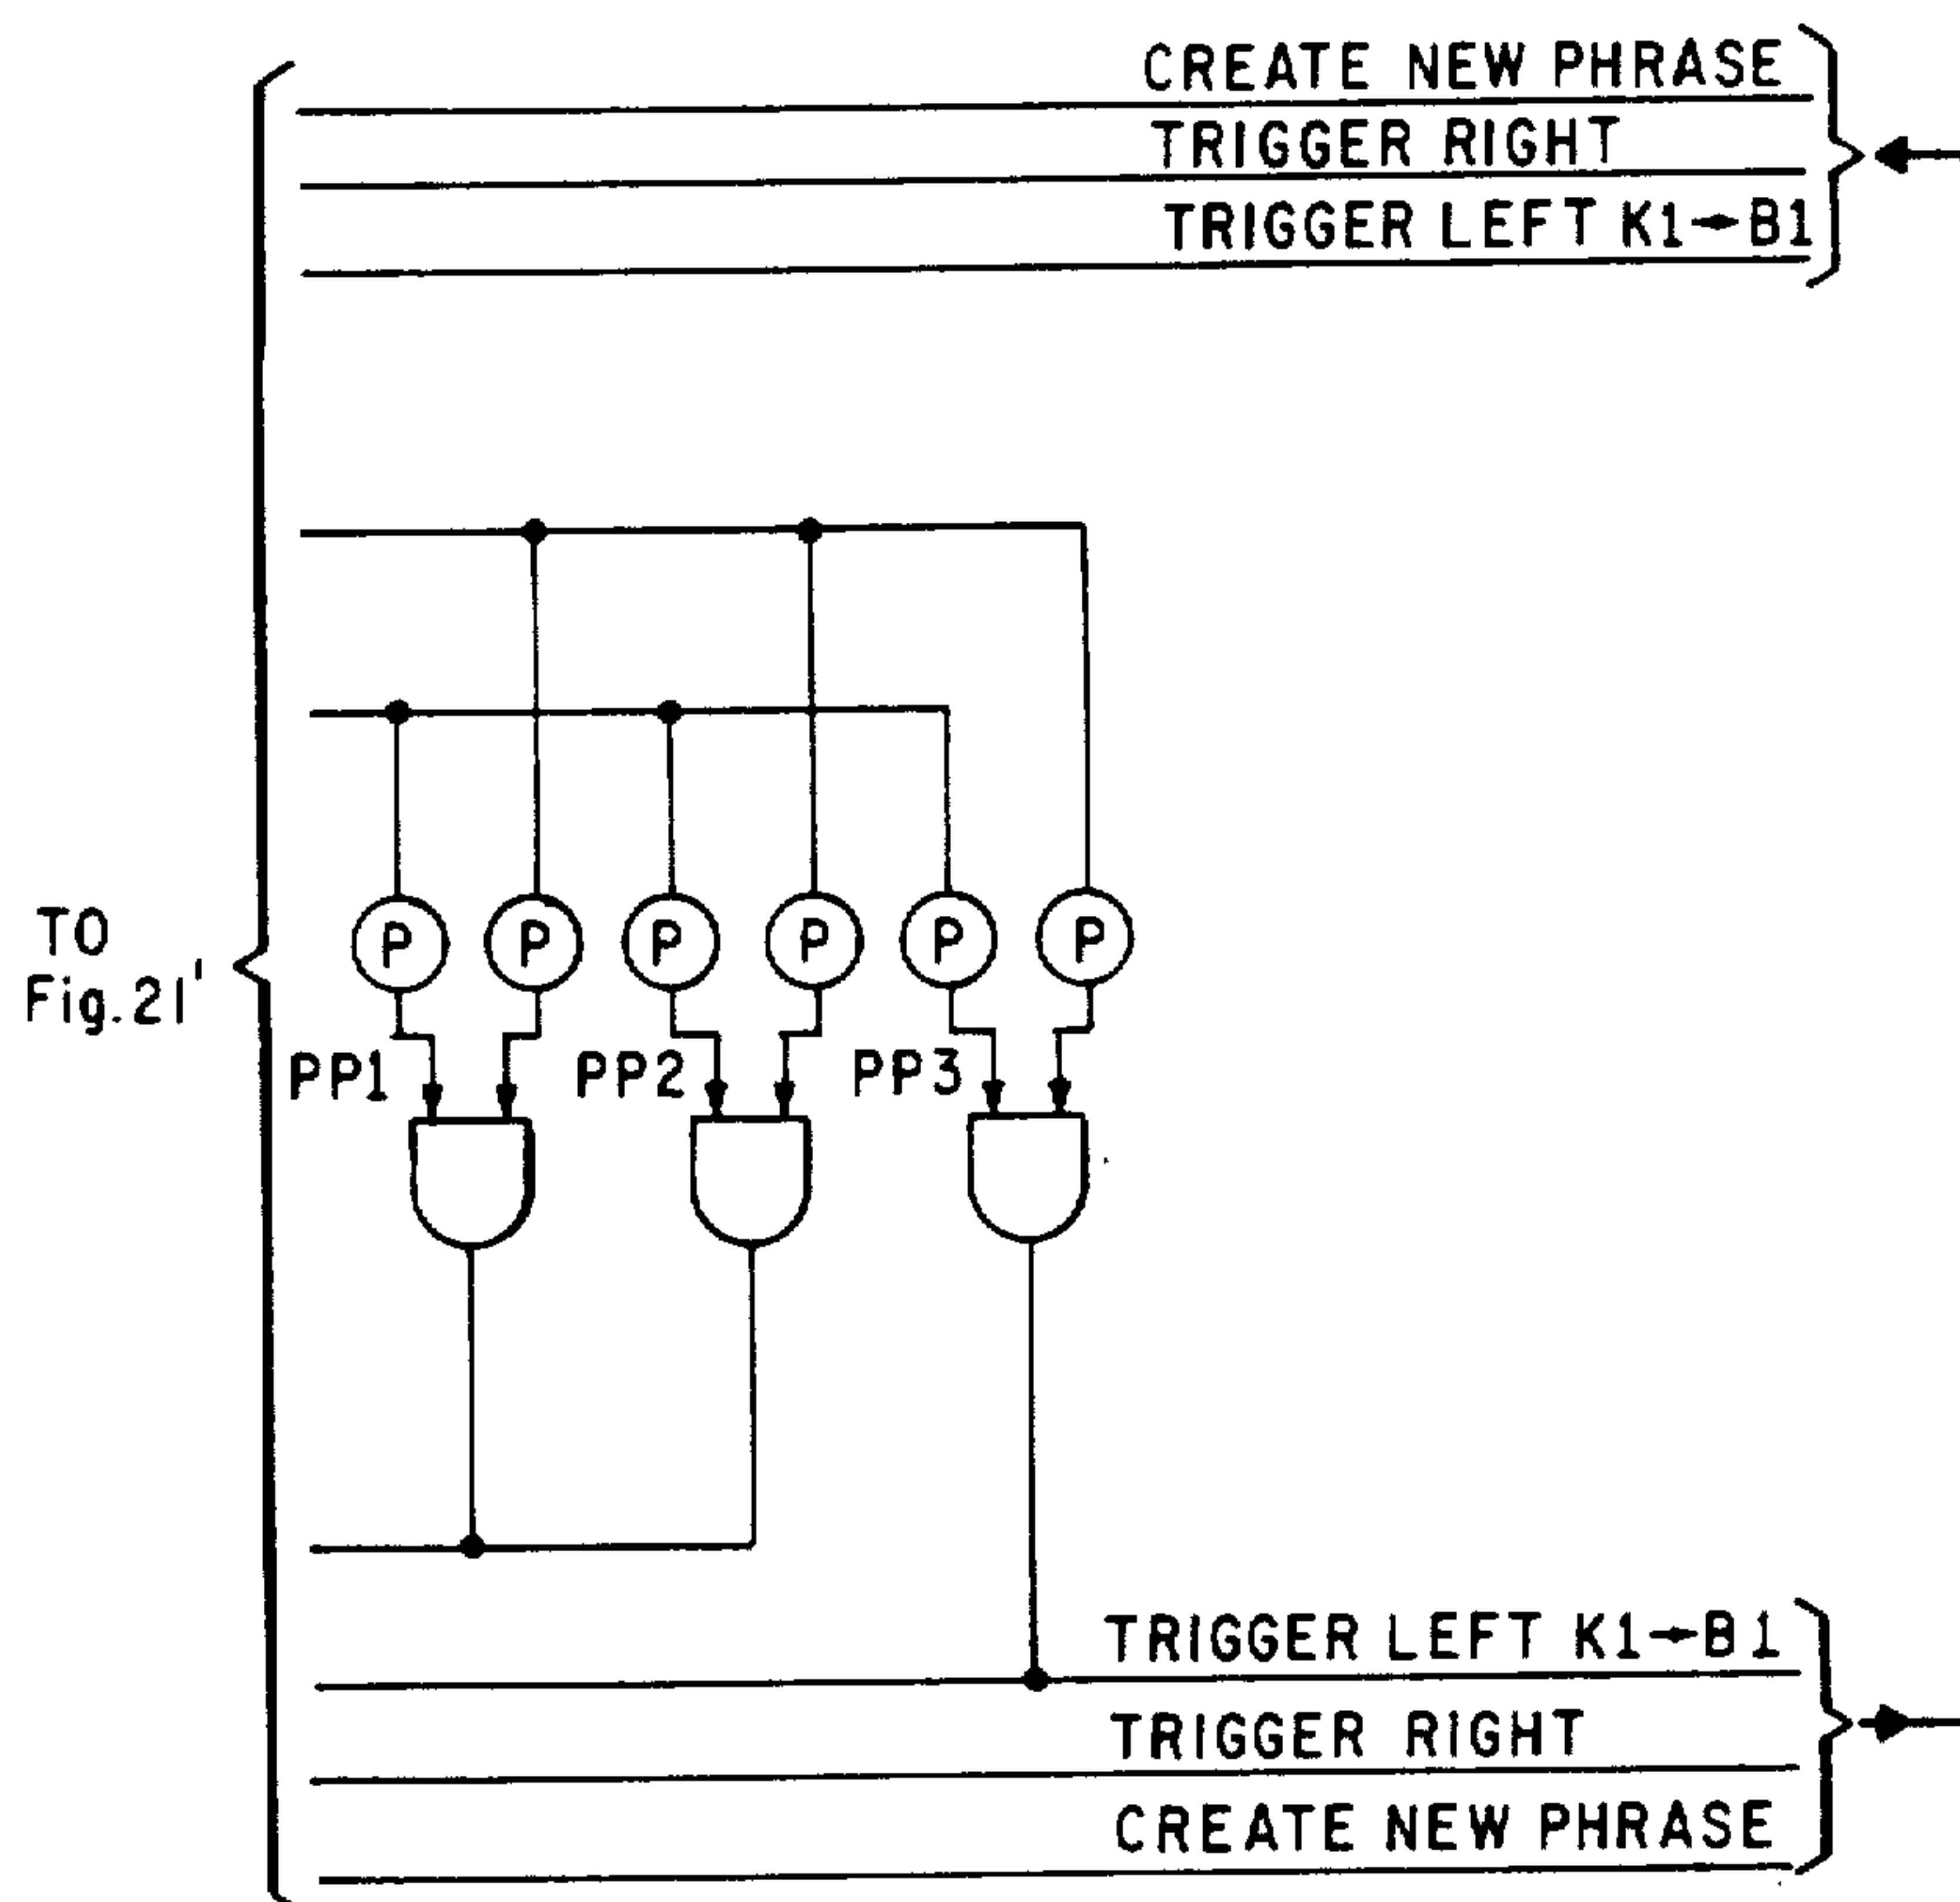 CREATE NEW PHRASE
TRIGGER RIGHT
TRIGGER LEFT K1→B1
P P P P P P
TO
Fig.21'
PP1 PP2 PP3
TRIGGER LEFT K1→B1
TRIGGER RIGHT
CREATE NEW PHRASE